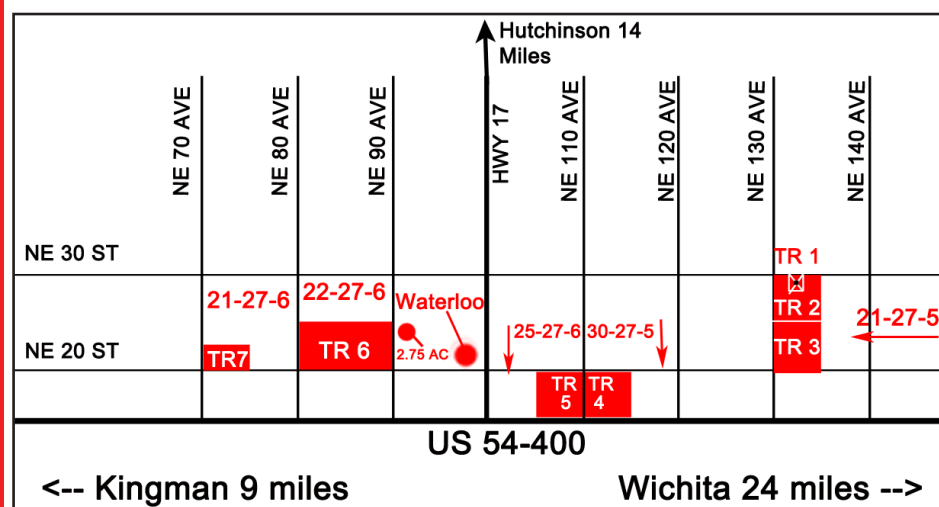 Hutchinson 14
Miles
NE 70 AVE
NE 80 AVE
NE 90 AVE
HWY 17
NE 110 AVE
NE 120 AVE
NE 130 AVE
NE 140 AVE
NE 30 ST
TR 1
21-27-6
22-27-6
Waterloo
TR 2
21-27-5
25-27-6
30-27-5
NE 20 ST
TR7
TR 6
2.75 AC
TR 3
TR
5
TR
4
US 54-400
<-- Kingman 9 miles
Wichita 24 miles -->